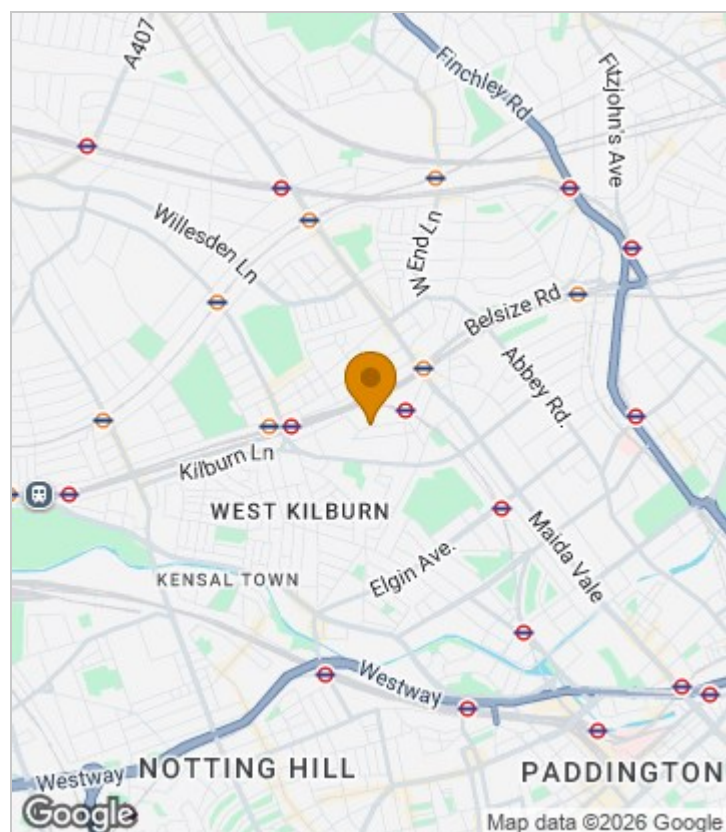 A407
Finchley Rd
Fitzjohn's Ave
Willesden Ln
W End Ln
Belsize Rd
Abbey Rd.
Kilburn Ln
WEST KILBURN
Maida Vale
Elgin Ave.
KENSAL TOWN
Westway
Westway
NOTTING HILL
PADDINGTON
Google
Map data ©2026 Google